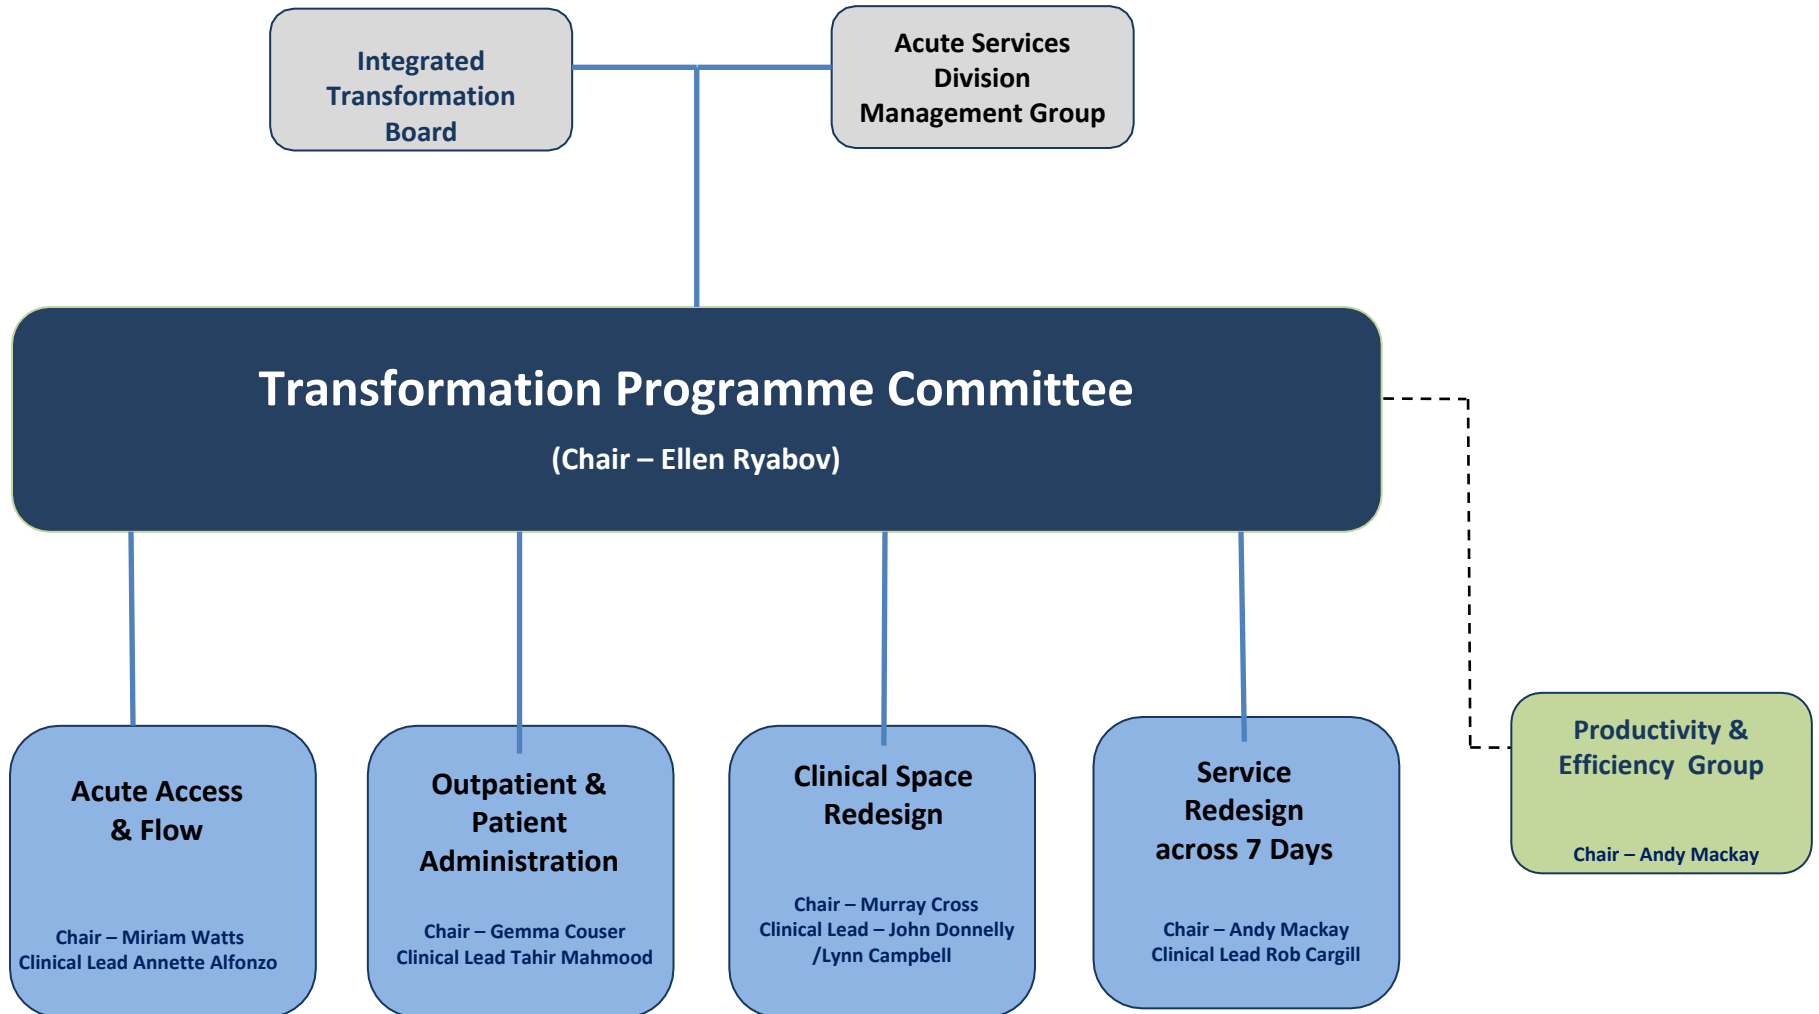 Integrated
Transformation
Board
Acute Services
Division
Management Group
Transformation Programme Committee
(Chair – Ellen Ryabov)
Acute Access
& Flow
Chair – Miriam Watts
Clinical Lead Annette Alfonzo
Outpatient &
Patient
Administration
Chair – Gemma Couser
Clinical Lead Tahir Mahmood
Clinical Space
Redesign
Chair – Murray Cross
Clinical Lead – John Donnelly
/Lynn Campbell
Service
Redesign
across 7 Days
Chair – Andy Mackay
Clinical Lead Rob Cargill
Productivity &
Efficiency  Group
Chair – Andy Mackay